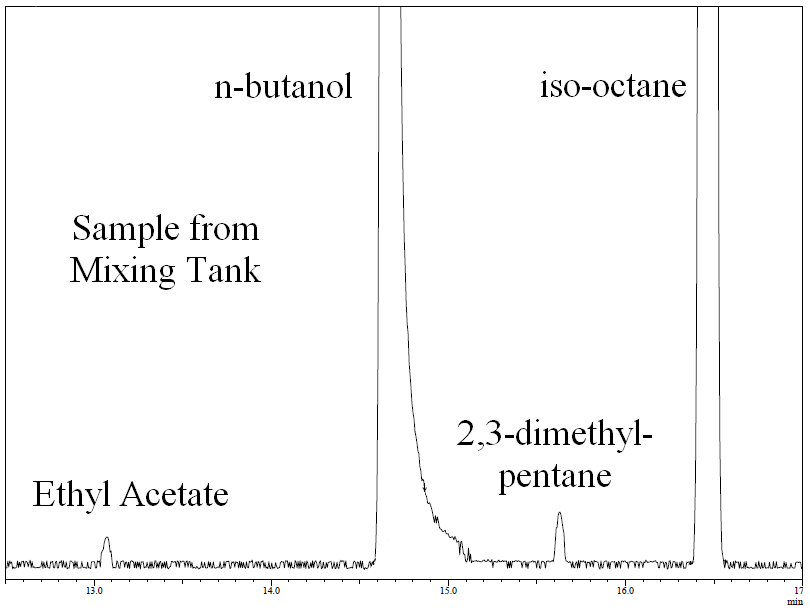 n-butanol
iso-octane
Sample from
Mixing Tank
2,3-dimethyl-
pentane
Ethyl Acetate
13.0
14.0
15.0
16.0
17
min